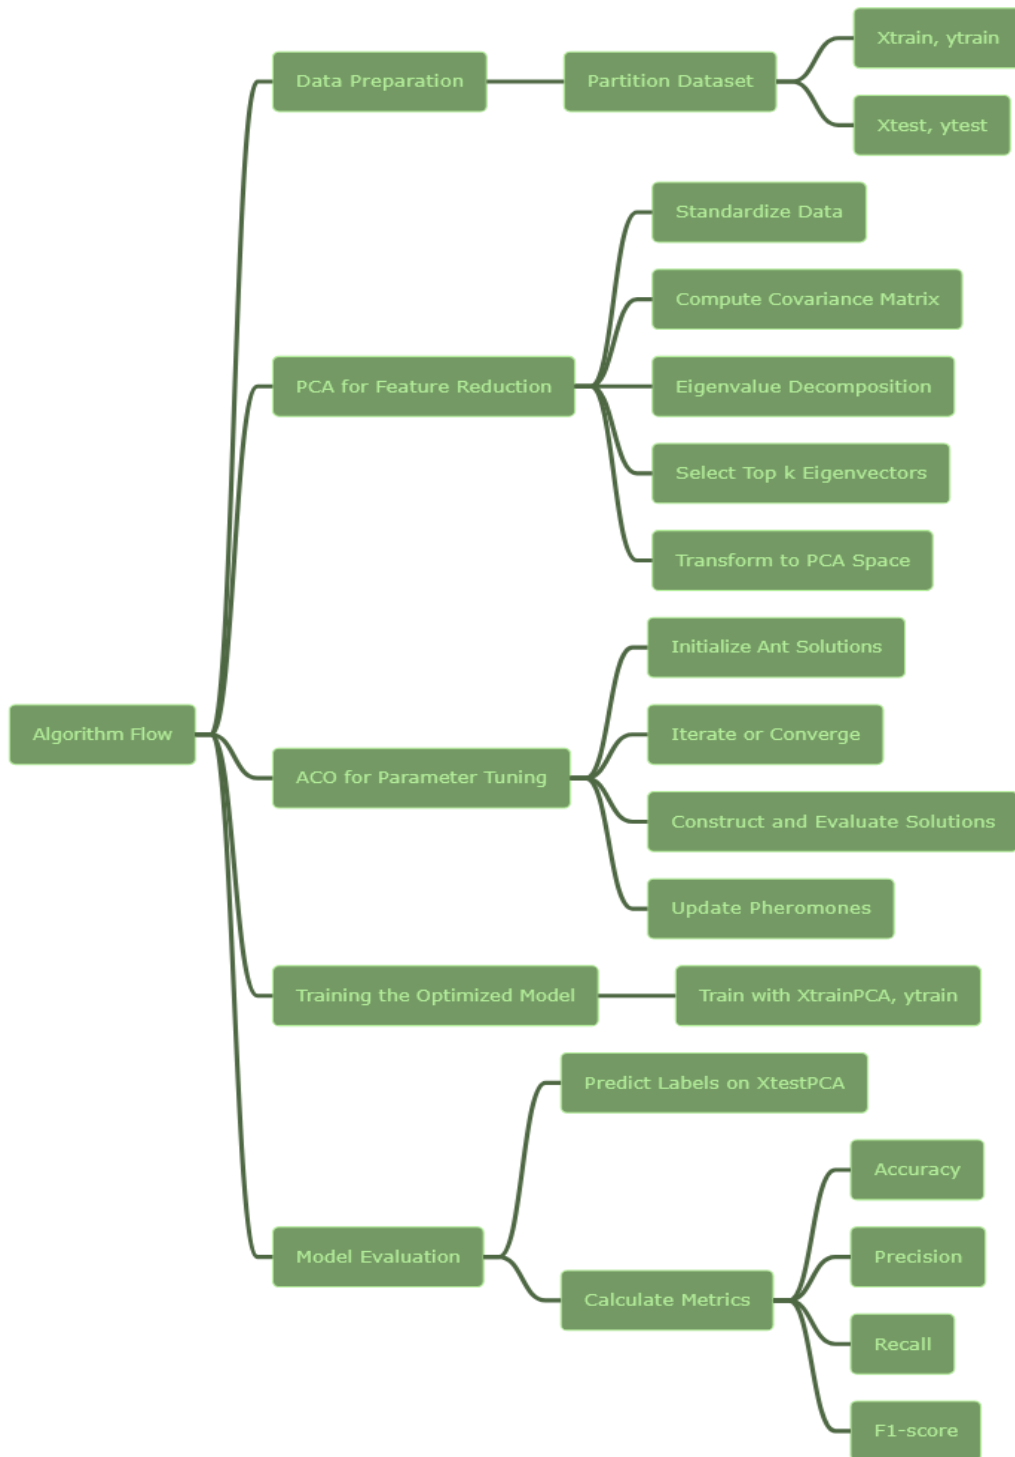 Algorithm Flow
Data Preparation
Partition Dataset
Xtrain, ytrain
Xtest, ytest
PCA for Feature Reduction
Standardize Data
Compute Covariance Matrix
Eigenvalue Decomposition
Select Top k Eigenvectors
Transform to PCA Space
ACO for Parameter Tuning
Initialize Ant Solutions
Iterate or Converge
Construct and Evaluate Solutions
Update Pheromones
Training the Optimized Model
Train with XtrainPCA, ytrain
Model Evaluation
Predict Labels on XtestPCA
Calculate Metrics
Accuracy
Precision
Recall
F1-score